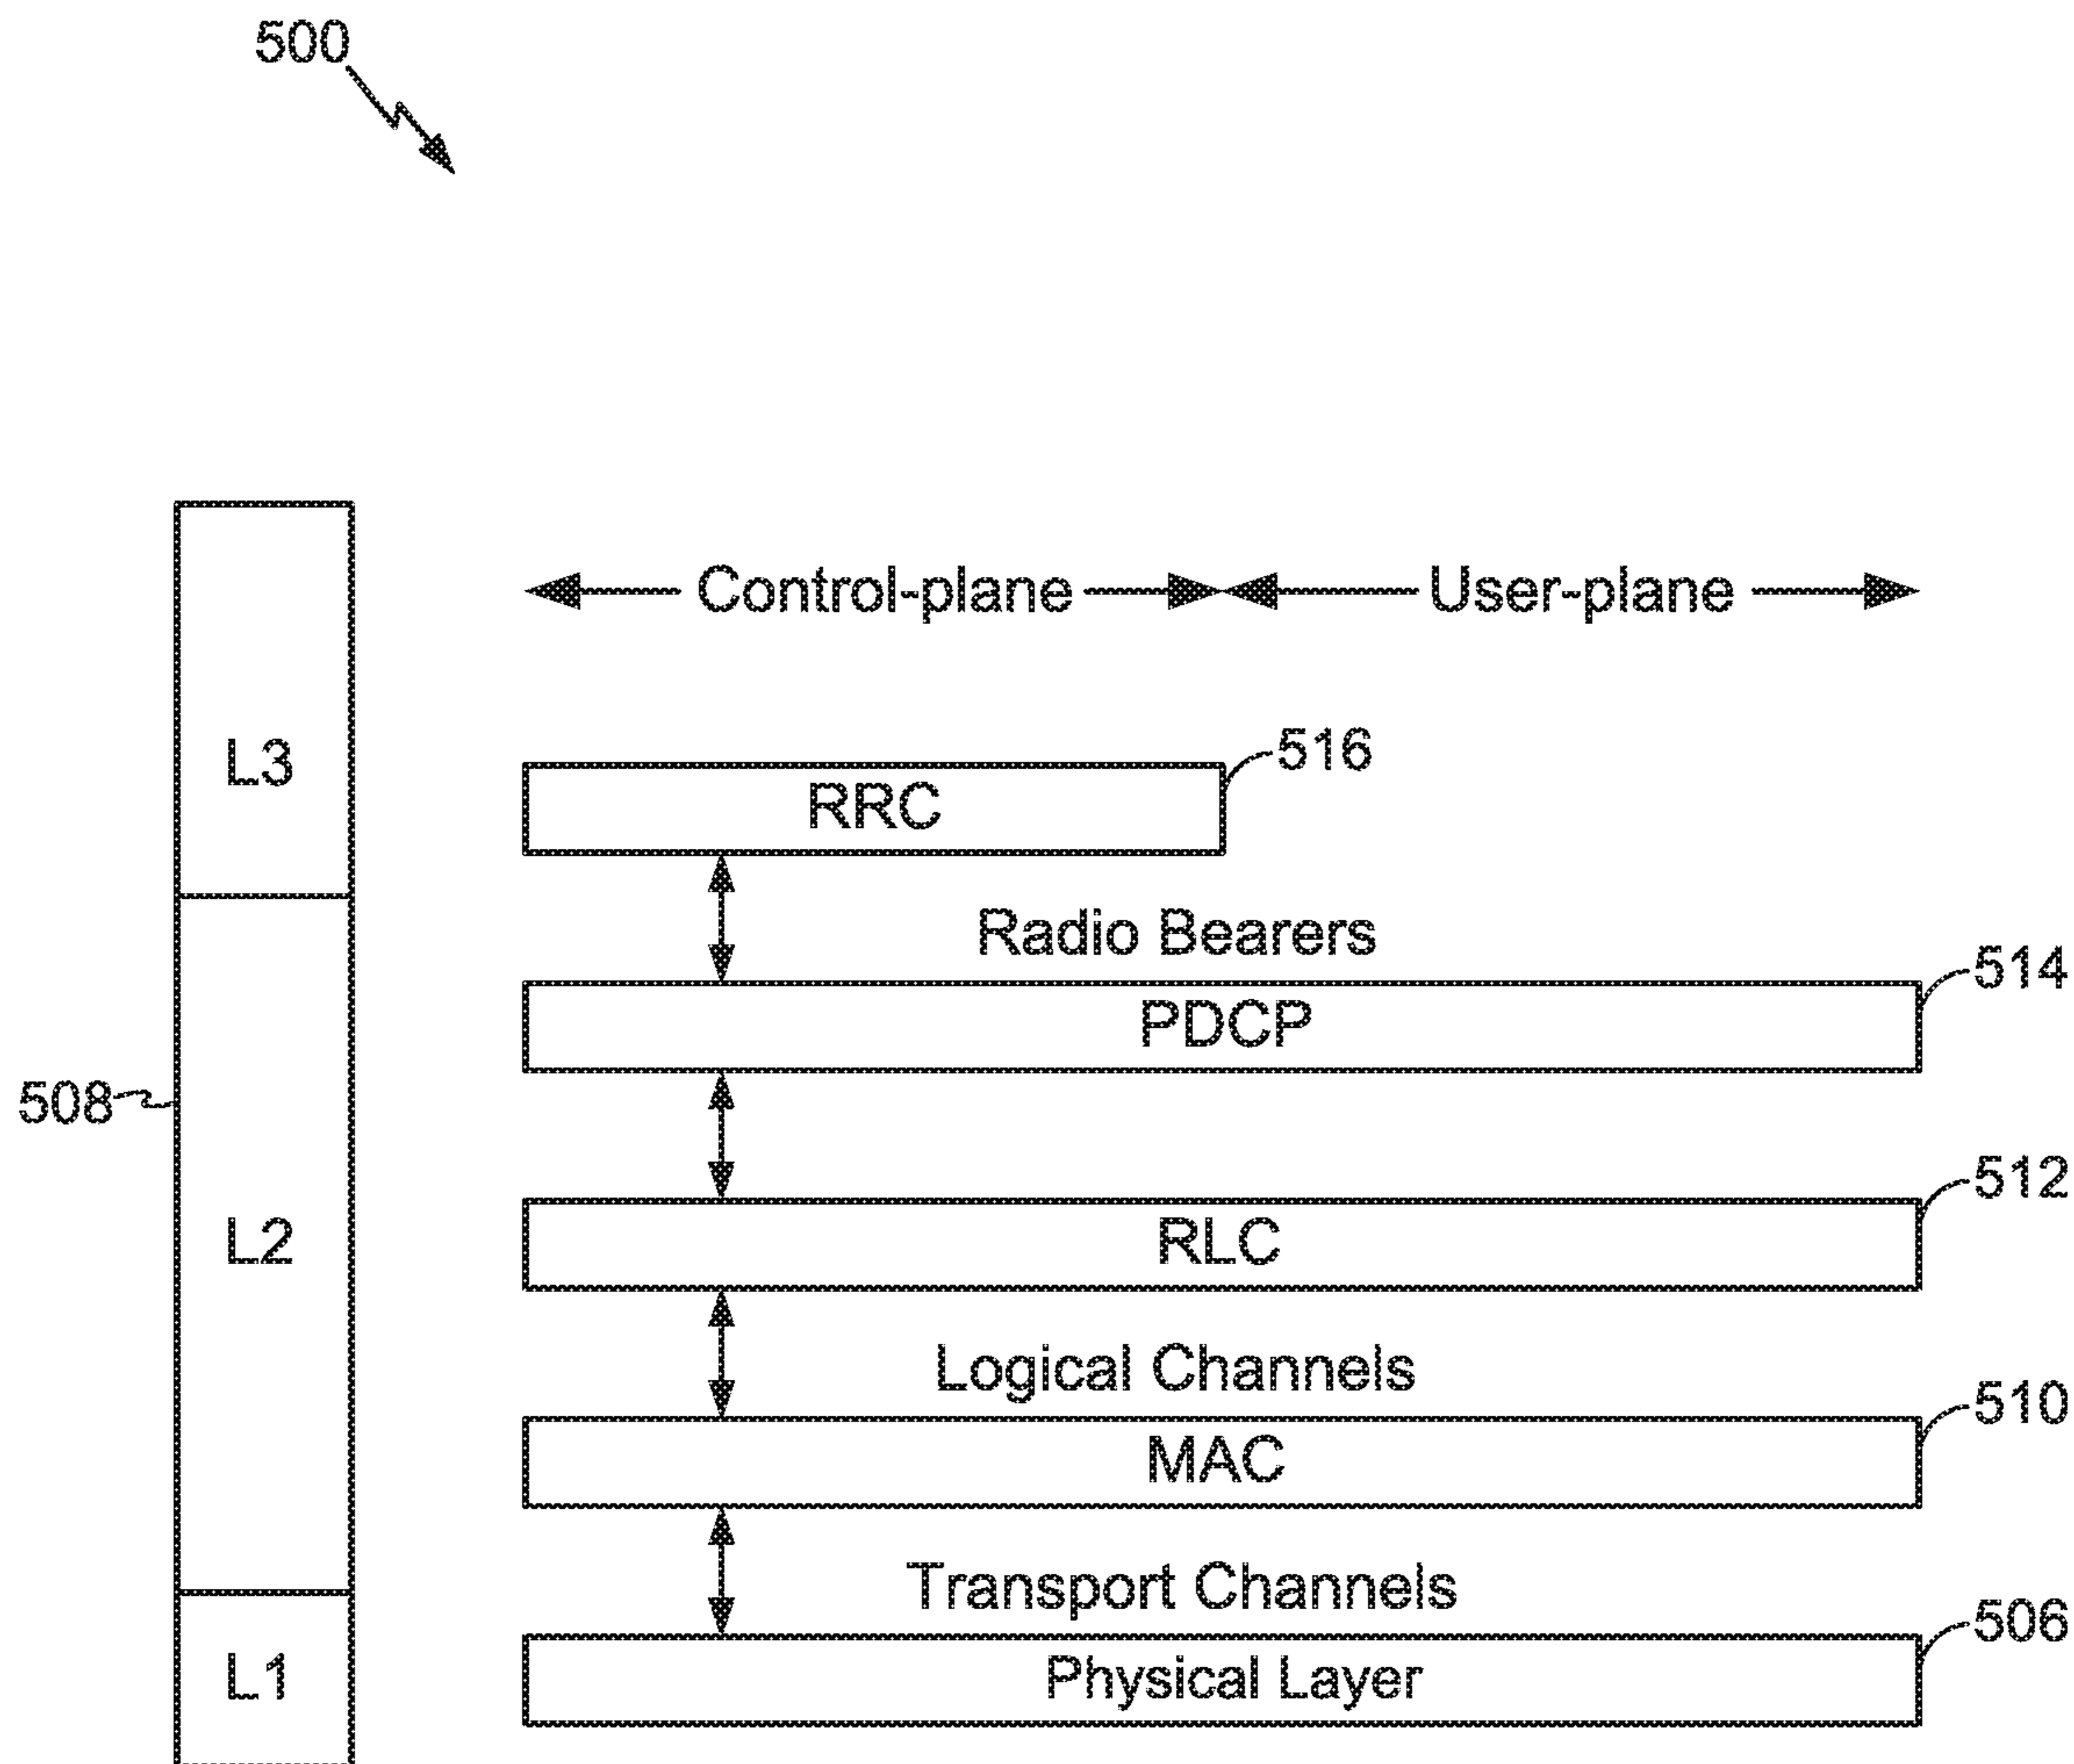 500
Control-plane
User-plane
L3
516
RRC
Radio Bearers
514
PDCP
508
512
L2
RLC
Logical Channels
510
MAC
Transport Channels
506
L1
Physical Layer